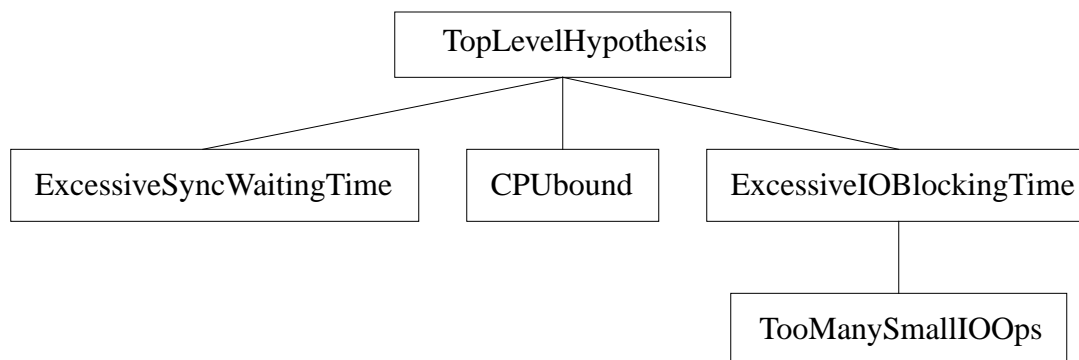 TopLevelHypothesis
ExcessiveSyncWaitingTime
CPUbound
ExcessiveIOBlockingTime
TooManySmallIOOps